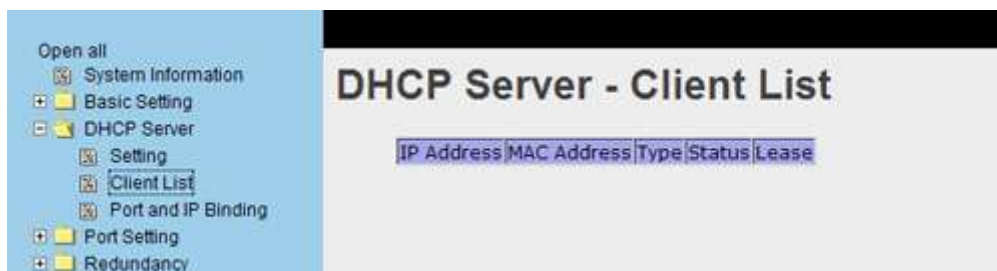 Open all
System Information
Basic Setting
DHCP Server
Setting
Client List
Port and IP Binding
Port Setting
Redundancy
DHCP Server - Client List
IP Address MAC Address Type Status Lease